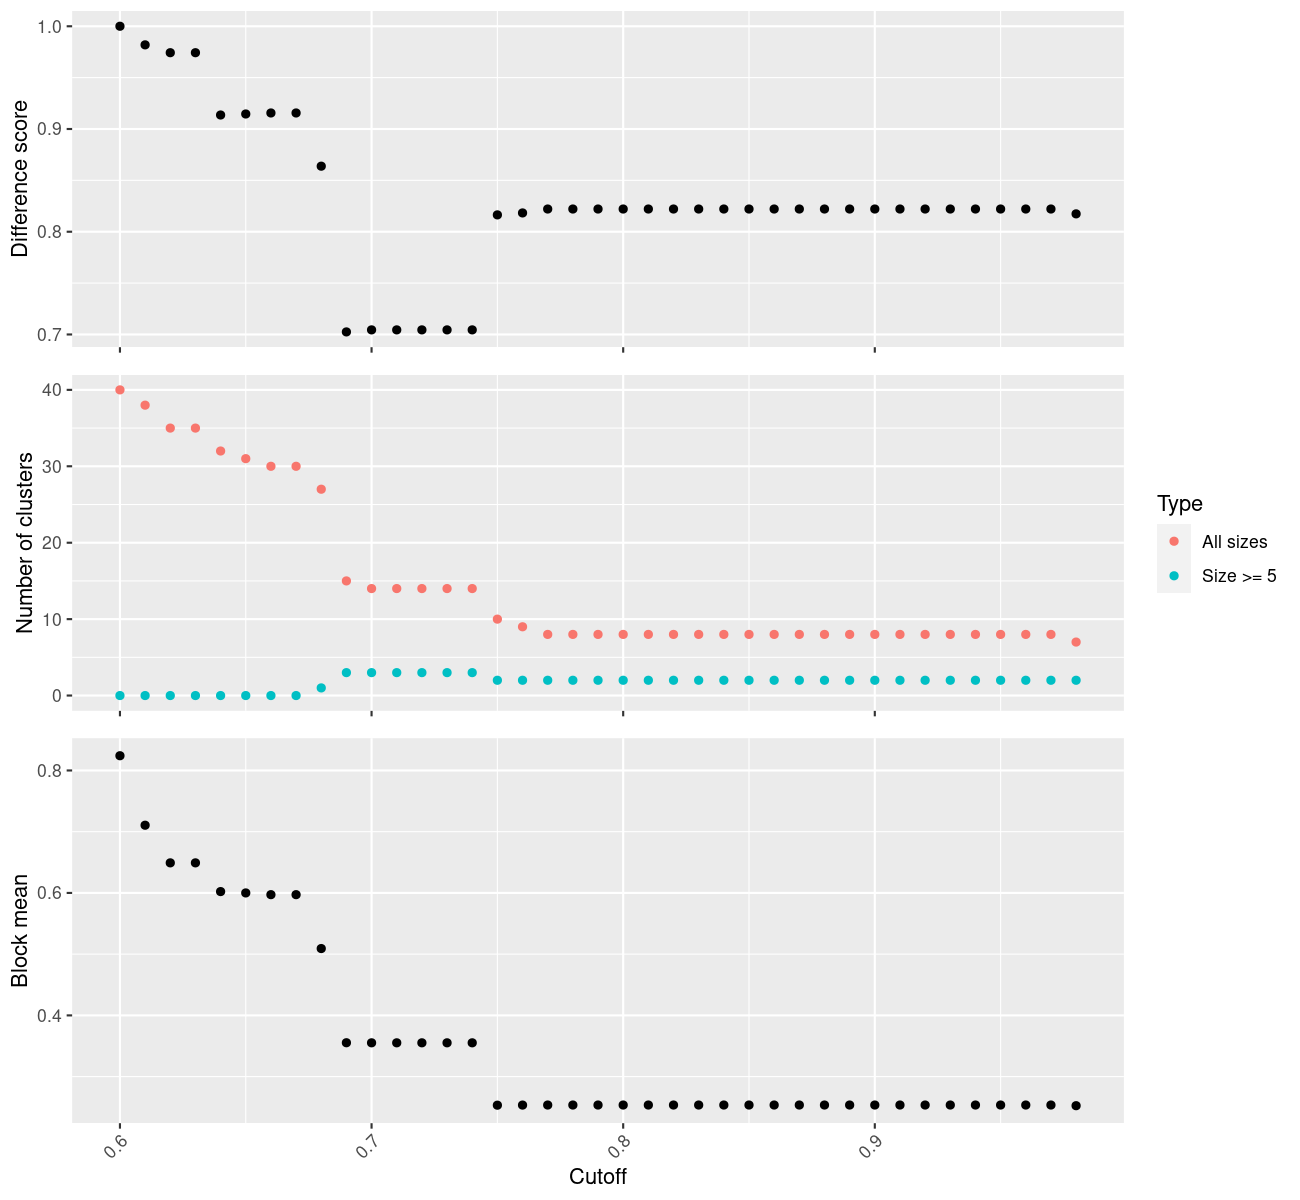 Difference score
1.0
0.9
0.8
0.7
Number of clusters
40
30
20
10
0
Type
All sizes
Size >= 5
Block mean
0.8
0.6
0.4
0.6
0.7
0.8
0.9
Cutoff